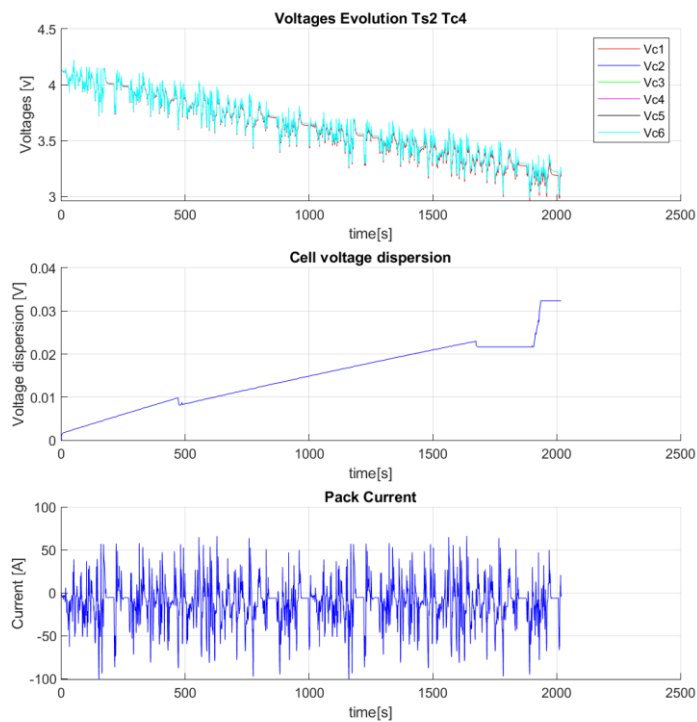 Voltages Evolution Ts2 Tc4
4.5
4
3.5
3
Voltages [v]
0 500 1000 1500 2000 2500
time[s]
Vc1
Vc2
Vc3
Vc4
Vc5
Vc6
Cell voltage dispersion
0.04
0.03
0.02
0.01
0
Voltage dispersion [V]
0 500 1000 1500 2000 2500
time[s]
Pack Current
100
50
0
-50
-100
Current [A]
0 500 1000 1500 2000 2500
time[s]